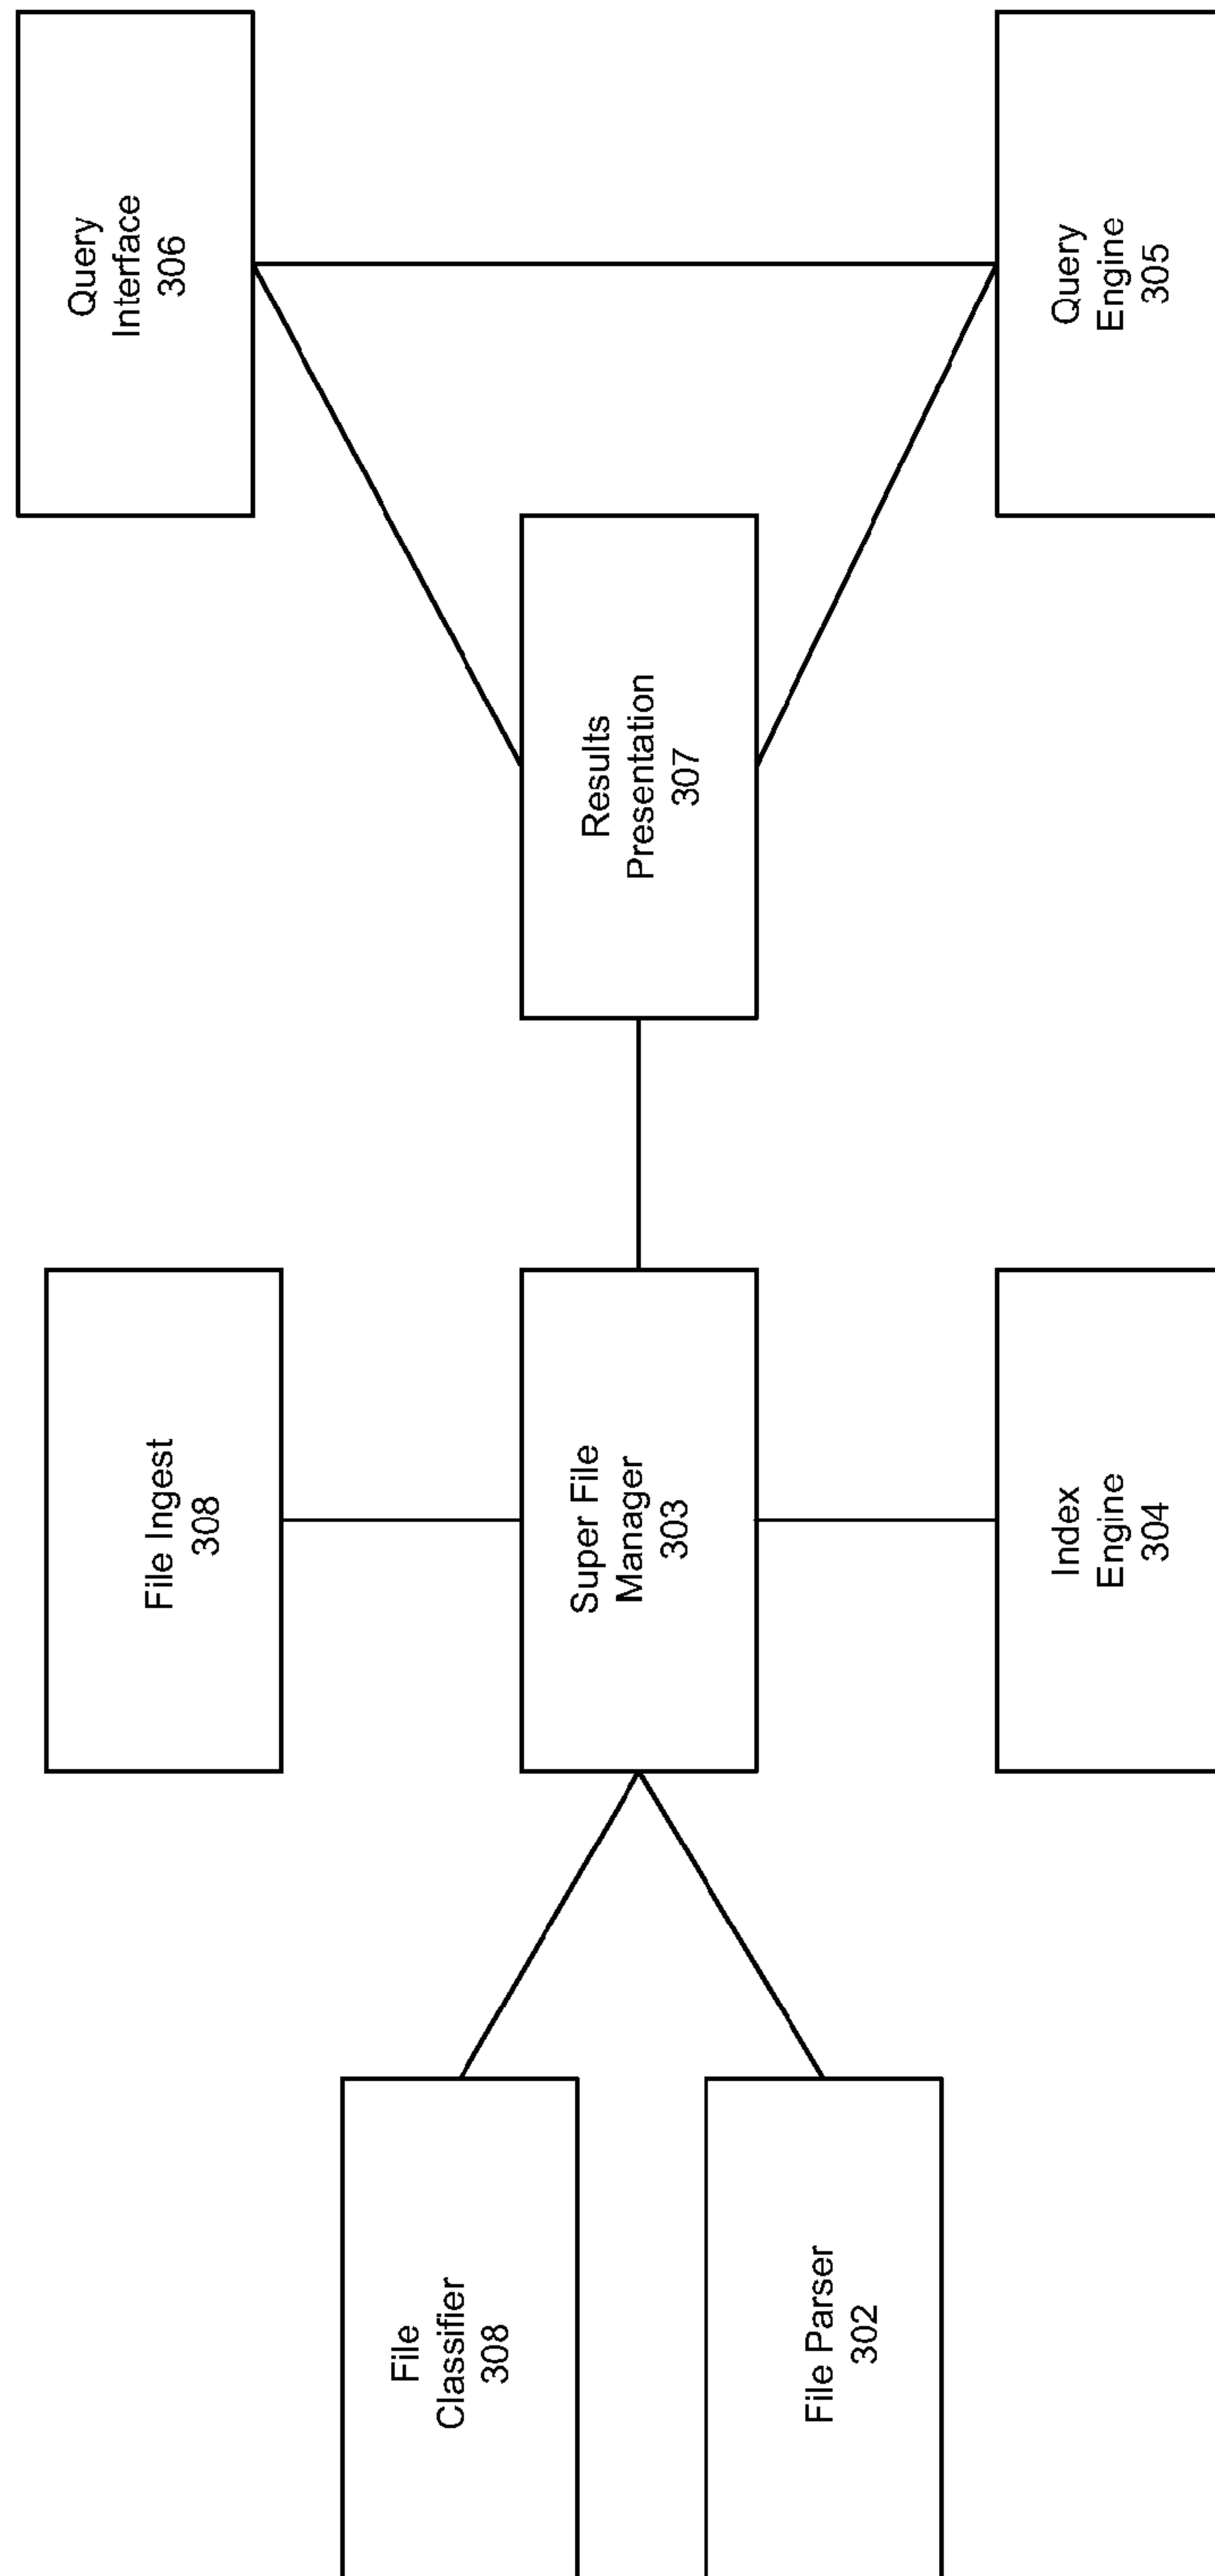 File Ingest
308
Query
Interface
306
File
Classifier
308
Super File
Manager
303
Results
Presentation
307
File Parser
302
Index
Engine
304
Query
Engine
305